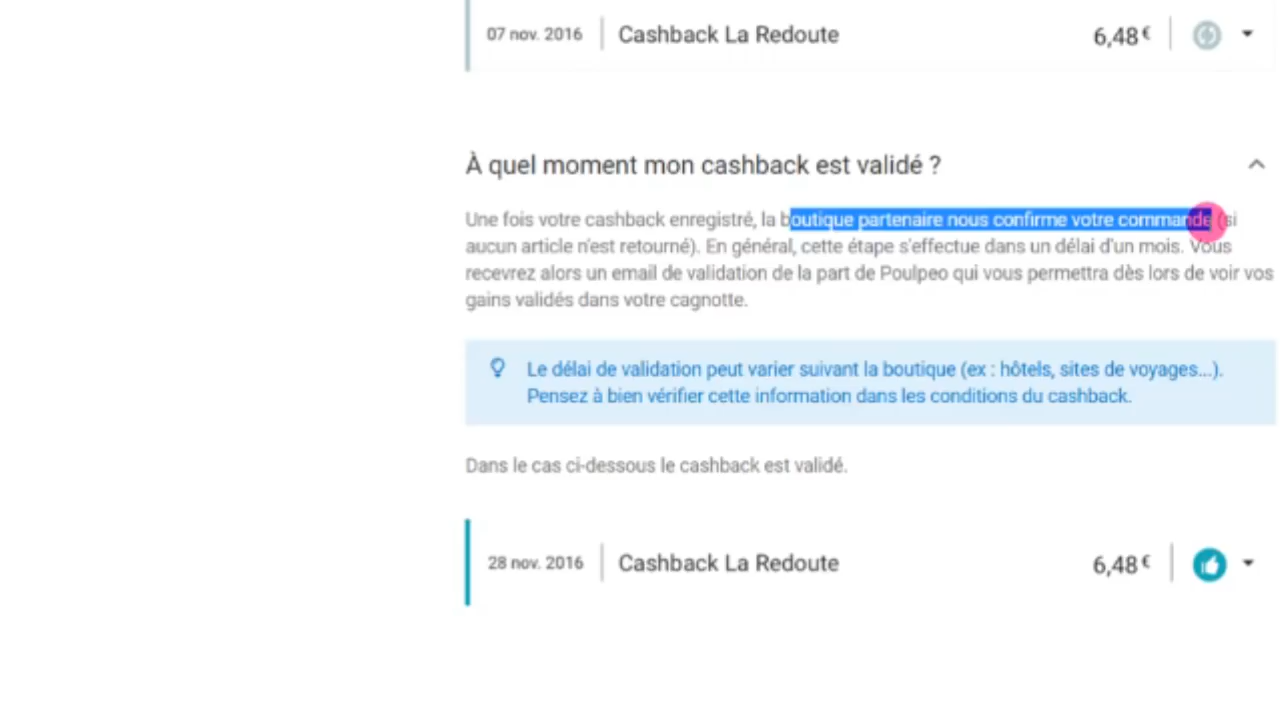 07 nov. 2016 Cashback La Redoute 6,48 €
À quel moment mon cashback est validé ?
Une fois votre cashback enregistré, la boutique partenaire nous confirme votre commande (si
aucun article n'est retourné). En général, cette étape s'effectue dans un délai d'un mois. Vous
recevrez alors un email de validation de la part de Poulpeo qui vous permettra dès lors de voir vos
gains validés dans votre cagnotte.
Le délai de validation peut varier suivant la boutique (ex : hôtels, sites de voyages...).
Pensez à bien vérifier cette information dans les conditions du cashback.
Dans le cas ci-dessous le cashback est validé.
28 nov. 2016 Cashback La Redoute 6,48 €